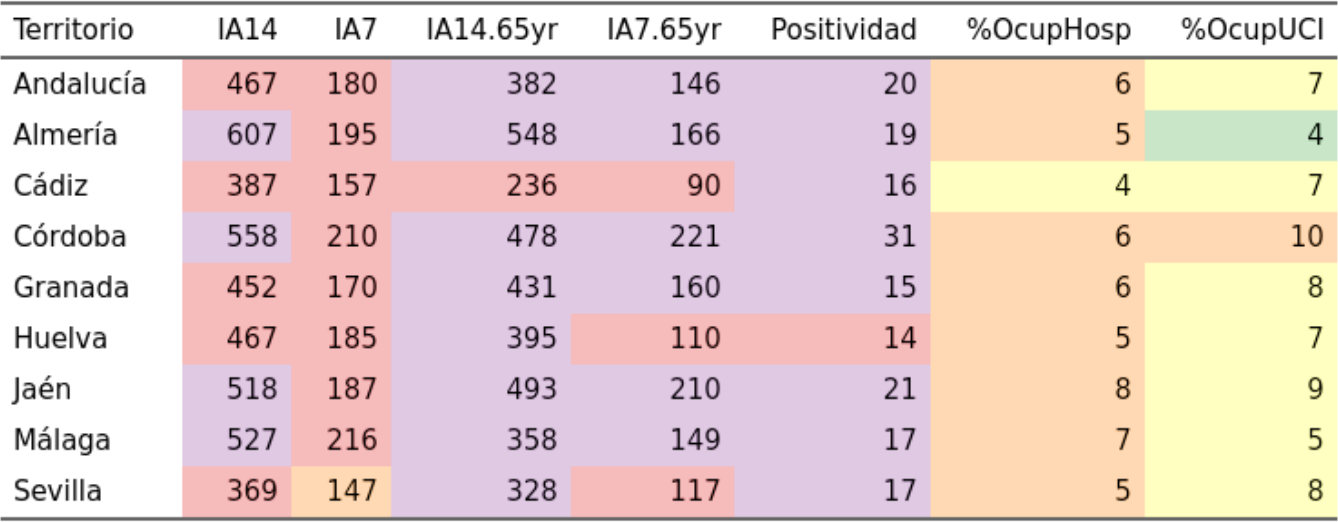 Territorio IA14 IA7 IA14.65yr IA7.65yr Positividad %OcupHosp %OcupUCI
Andalucía 467 180 382 146 20 6 7
Almería 607 195 548 166 19 5 4
Cádiz 387 157 236 90 16 4 7
Córdoba 558 210 478 221 31 6 10
Granada 452 170 431 160 15 6 8
Huelva 467 185 395 110 14 5 7
Jaén 518 187 493 210 21 8 9
Málaga 527 216 358 149 17 7 5
Sevilla 369 147 328 117 17 5 8